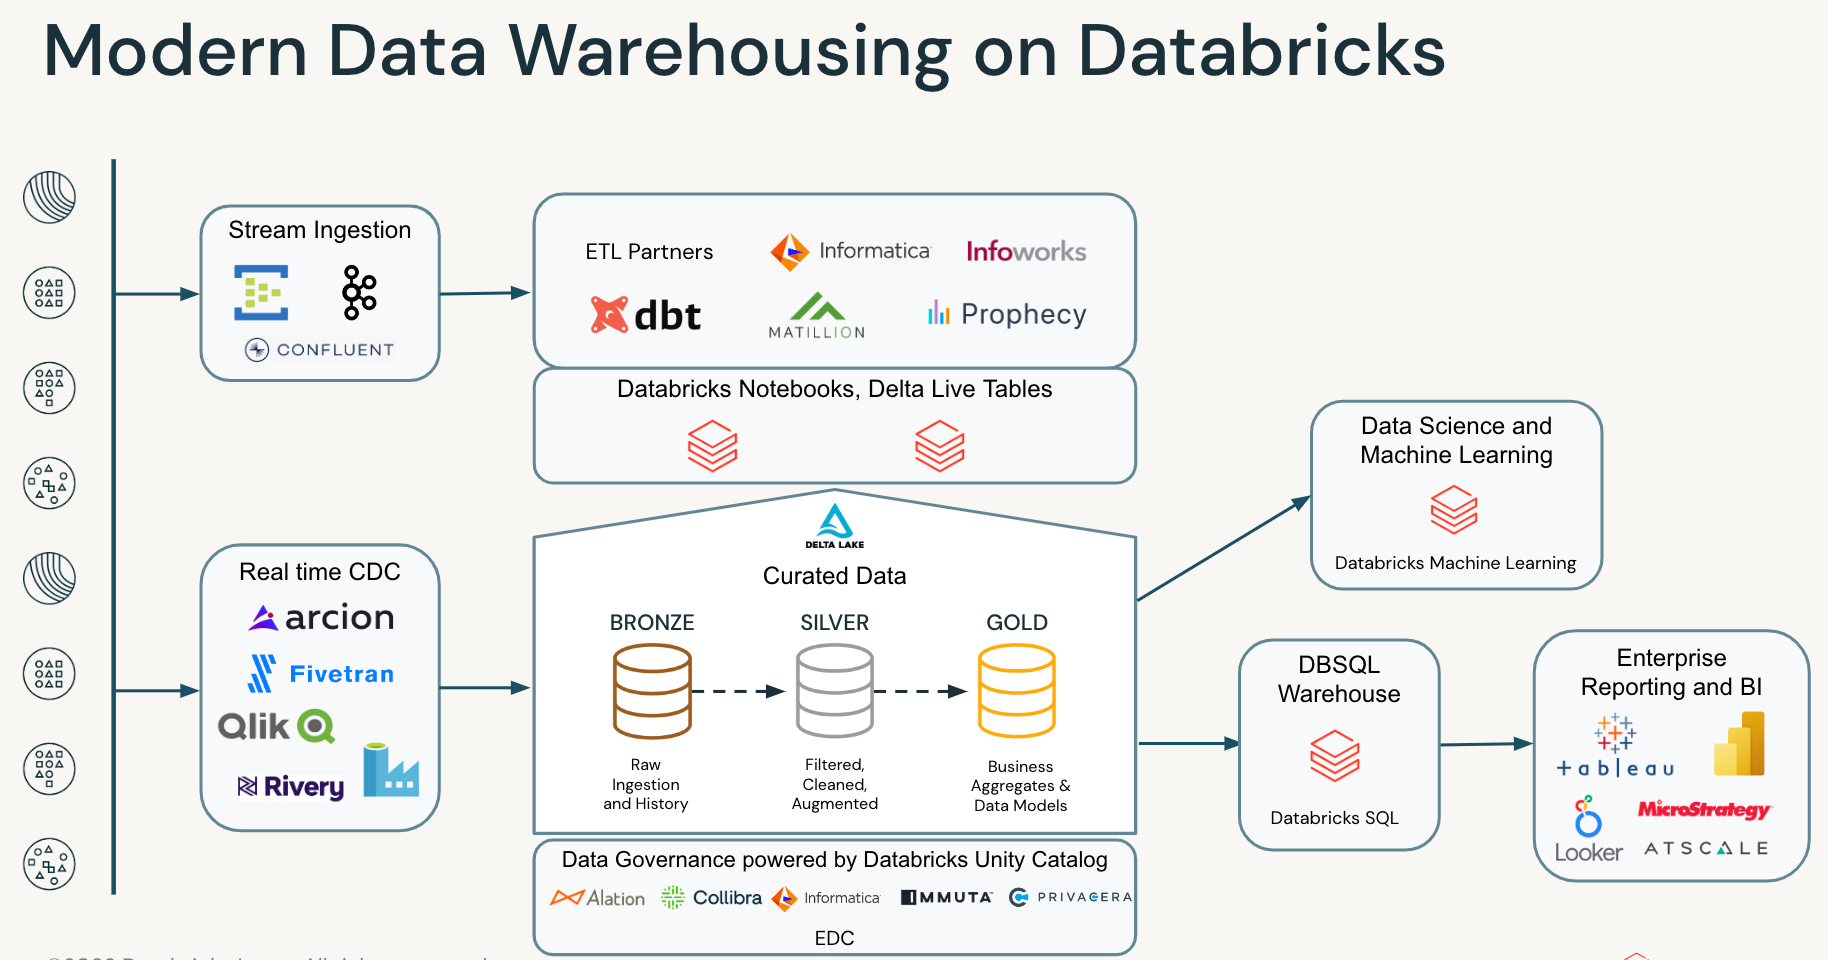 Modern Data Warehousing on Databricks
Stream Ingestion
CONFLUENT
ETL Partners
Informatica
Infoworks
dbt
MATILLION
Prophecy
Databricks Notebooks, Delta Live Tables
Real time CDC
arcion
Fivetran
Qlik
Rivery
DELTA LAKE
Curated Data
BRONZE
SILVER
GOLD
Raw
Ingestion
and History
Filtered,
Cleaned,
Augmented
Business
Aggregates &
Data Models
Data Governance powered by Databricks Unity Catalog
Alation
Collibra
Informatica
IMMUTA
PRIVACERA
EDC
Data Science and
Machine Learning
Databricks Machine Learning
DBSQL
Warehouse
Databricks SQL
Enterprise
Reporting and BI
+ableau
MicroStrategy
Looker
ATSCALE